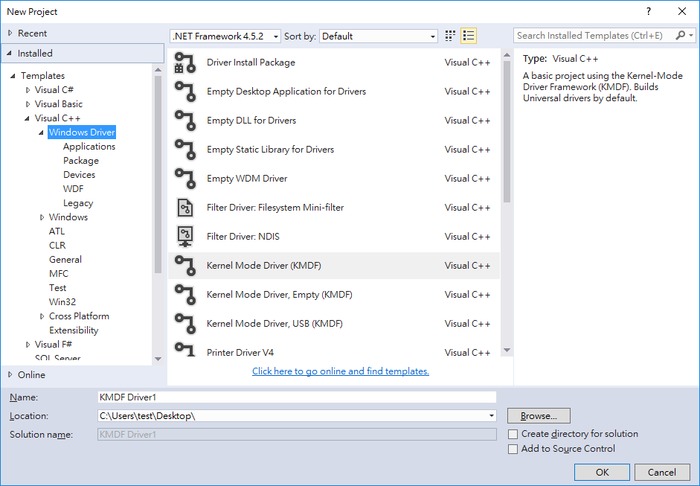 New Project
?
Recent
.NET Framework 4.5.2
Sort by:
Default
Search Installed Templates (Ctrl+E)
Installed
Templates
Visual C#
Visual Basic
Visual C++
Windows Driver
Applications
Package
Devices
WDF
Legacy
Windows
ATL
CLR
General
MFC
Test
Win32
Cross Platform
Extensibility
Visual F#
SQL Server
Online
Driver Install Package Visual C++
Empty Desktop Application for Drivers Visual C++
Empty DLL for Drivers Visual C++
Empty Static Library for Drivers Visual C++
Empty WDM Driver Visual C++
Filter Driver: Filesystem Mini-filter Visual C++
Filter Driver: NDIS Visual C++
Kernel Mode Driver (KMDF) Visual C++
Kernel Mode Driver, Empty (KMDF) Visual C++
Kernel Mode Driver, USB (KMDF) Visual C++
Printer Driver V4 Visual C++
Click here to go online and find templates.
Type: Visual C++
A basic project using the Kernel-Mode
Driver Framework (KMDF). Builds
Universal drivers by default.
Name: KMDF Driver1
Location: C:\Users\test\Desktop\
Browse...
Solution name: KMDF Driver1
Create directory for solution
Add to Source Control
OK
Cancel